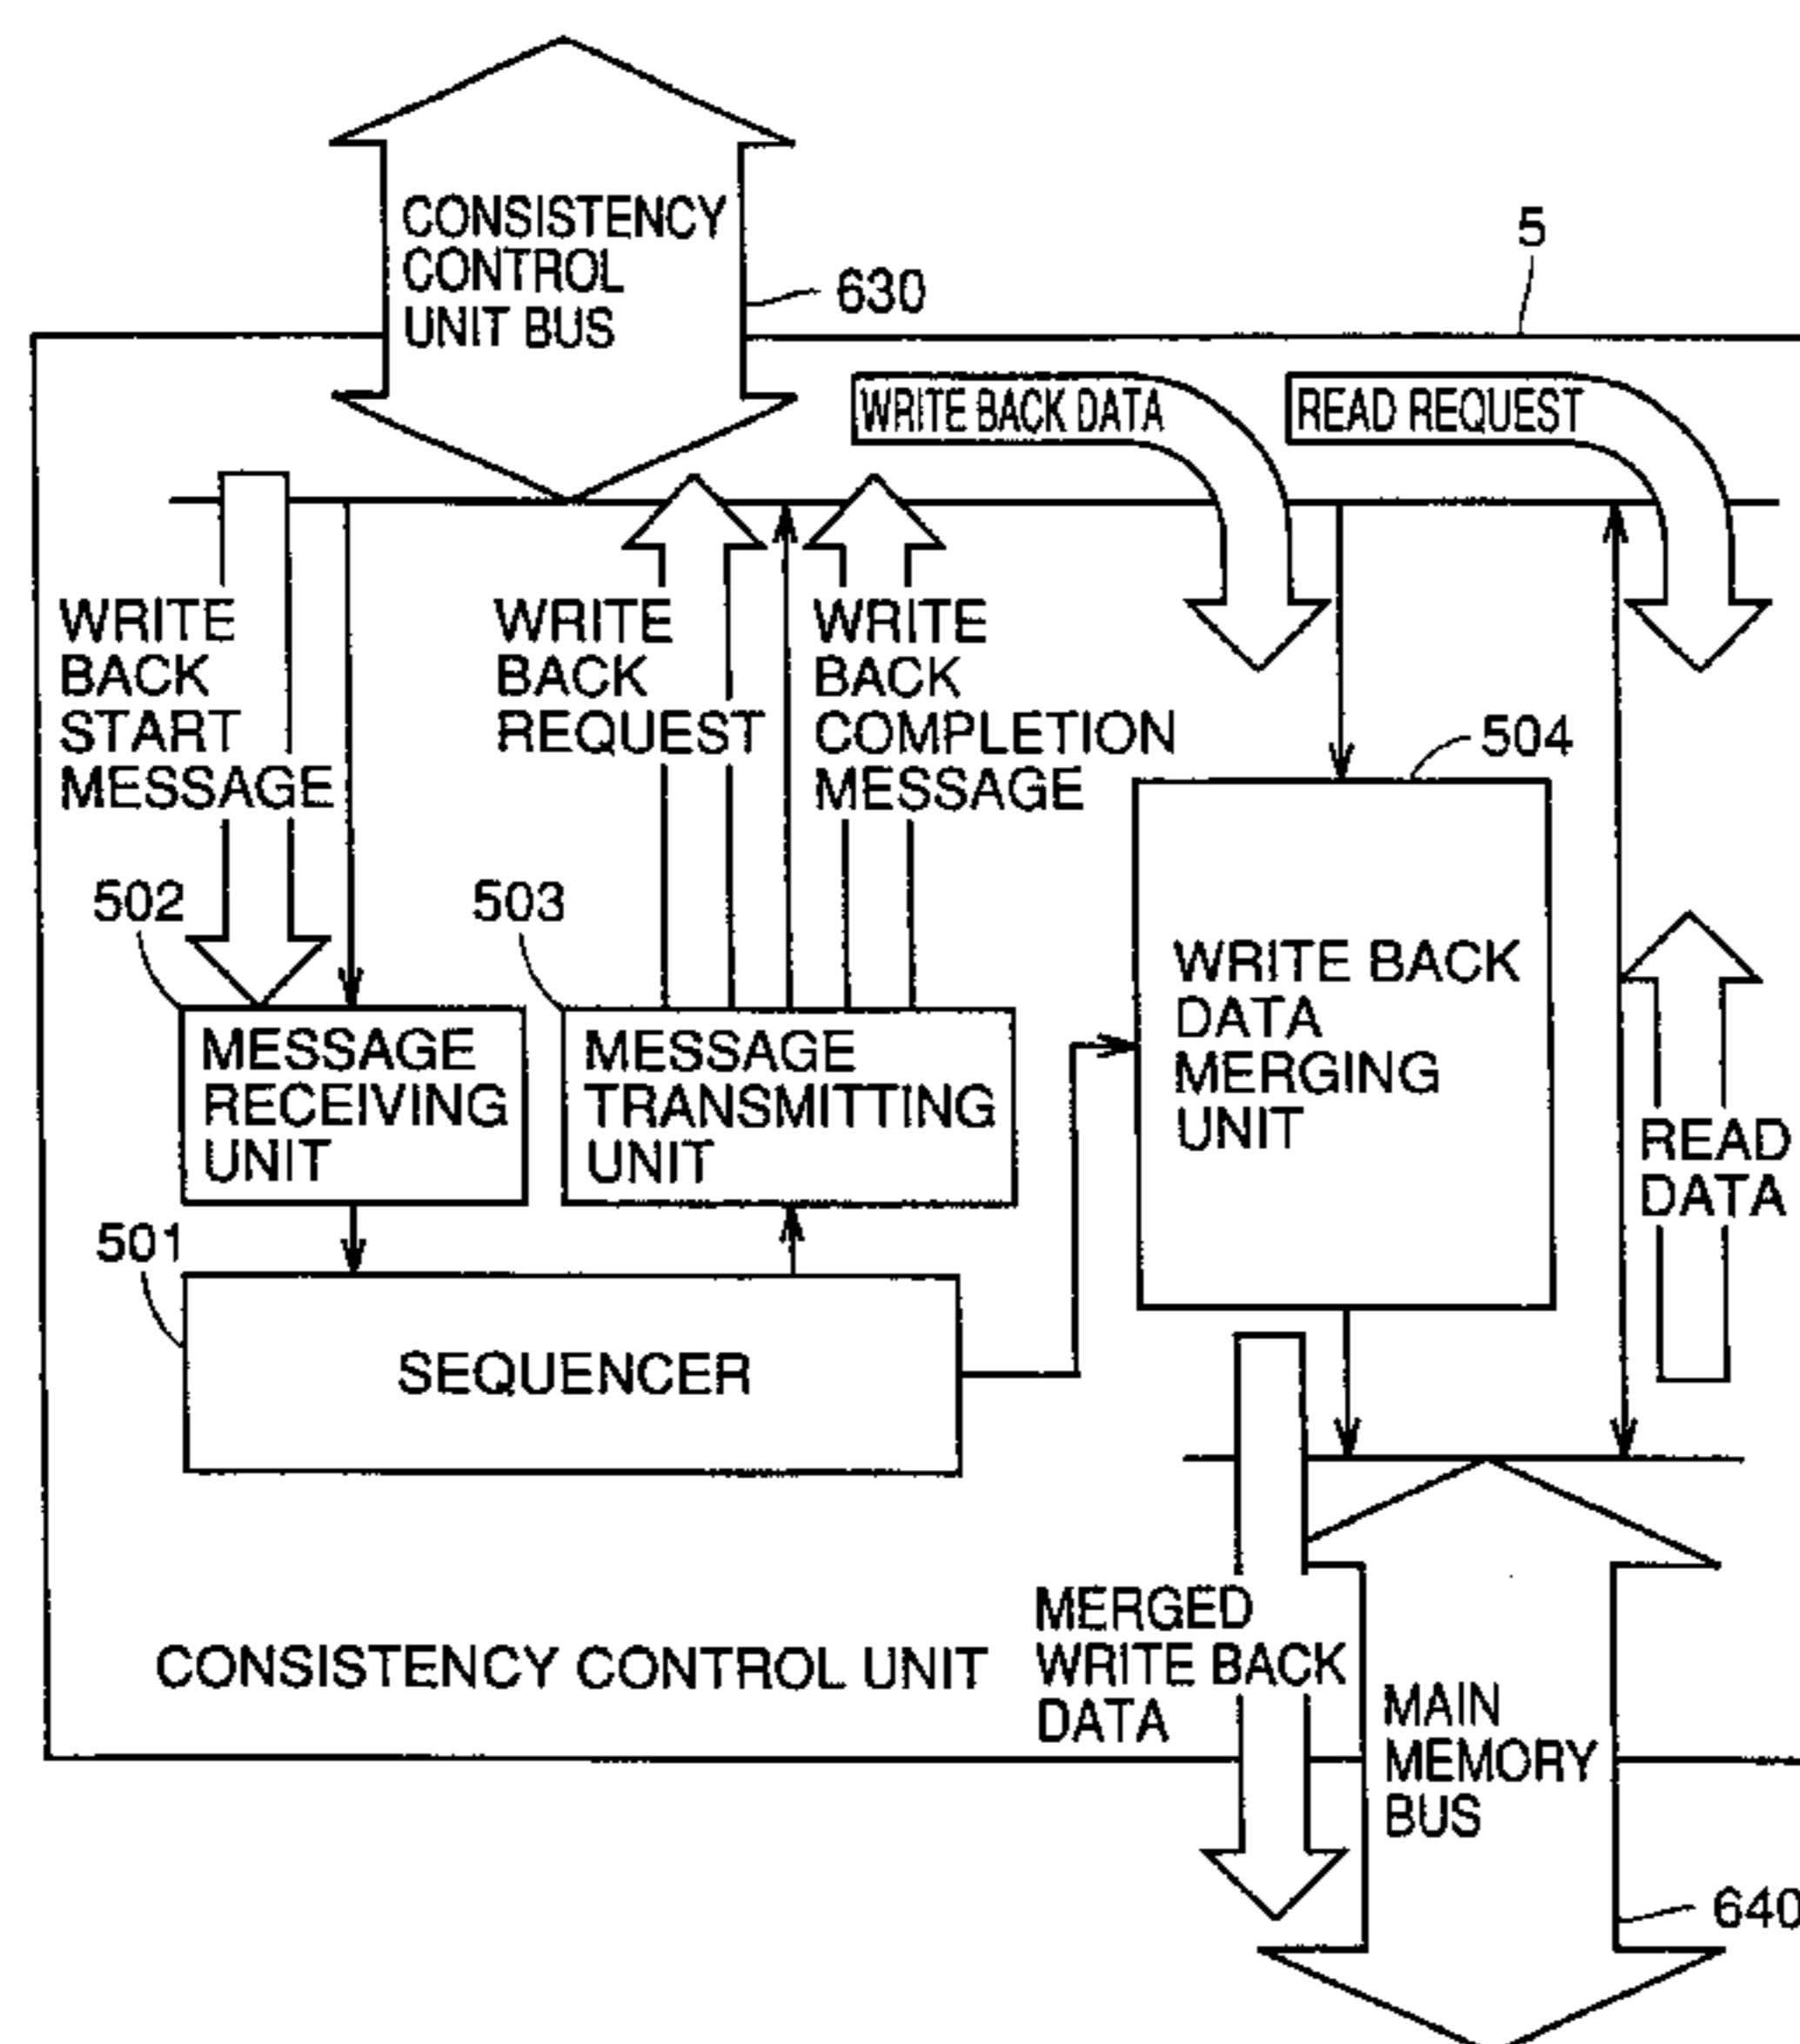 CONSISTENCY
CONTROL
UNIT BUS
630
5
WRITE BACK DATA
READ REQUEST
WRITE
BACK
START
MESSAGE
WRITE
BACK
REQUEST
WRITE
BACK
COMPLETION
MESSAGE
504
502
503
WRITE BACK
DATA
MERGING
UNIT
MESSAGE
RECEIVING
UNIT
MESSAGE
TRANSMITTING
UNIT
READ
DATA
501
SEQUENCER
MERGED
WRITE BACK
DATA
CONSISTENCY CONTROL UNIT
MAIN
MEMORY
BUS
640